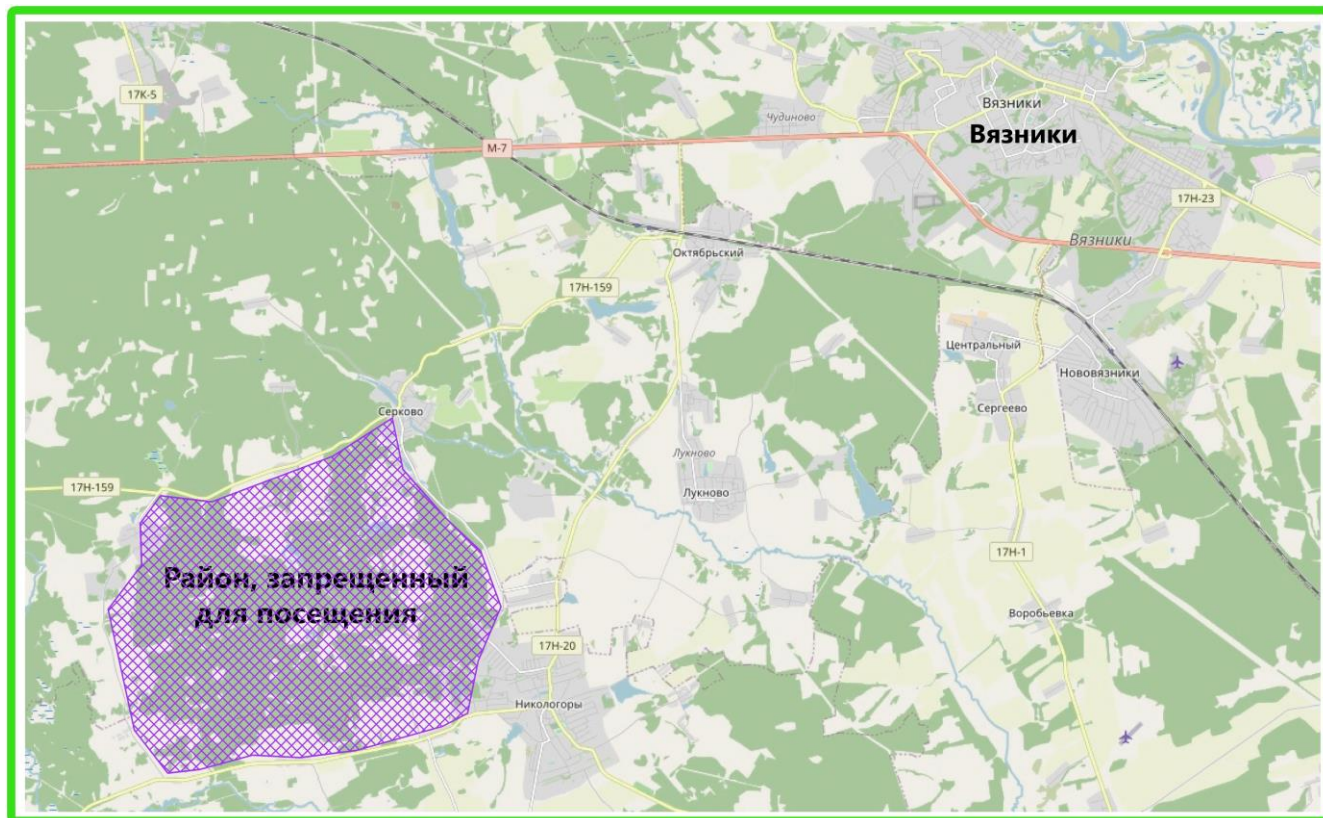 17К-5
Вязники
Чудиново
Вязники
М-7
17Н-23
Вязники
Октябрьский
17Н-159
Центральный
Нововязники
Серково
Сергеево
Лукново
17Н-159
Лукново
17Н-1
Район, запрещенный
для посещения
Воробьевка
17Н-20
Никологоры